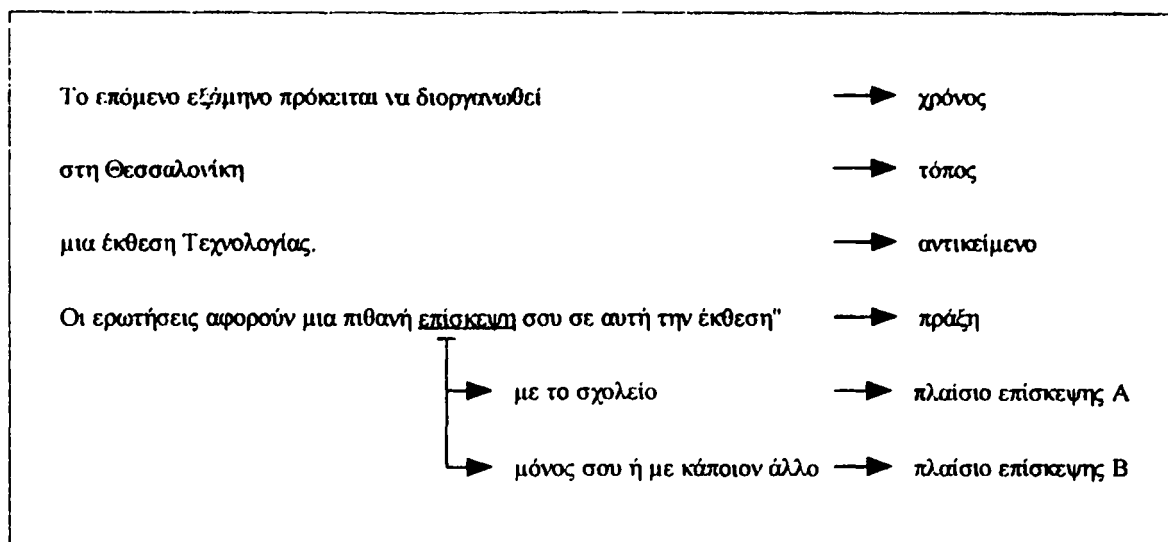 Το επόμενο εξάμηνο πρόκειται να διοργανωθεί χρόνος
στη Θεσσαλονίκη τόπος
μια έκθεση Τεχνολογίας. αντικείμενο
Οι ερωτήσεις αφορούν μια πιθανή επίσκεψη σου σε αυτή την έκθεση" πράξη
με το σχολείο πλαίσιο επίσκεψης Α
μόνος σου ή με κάποιον άλλο πλαίσιο επίσκεψης Β